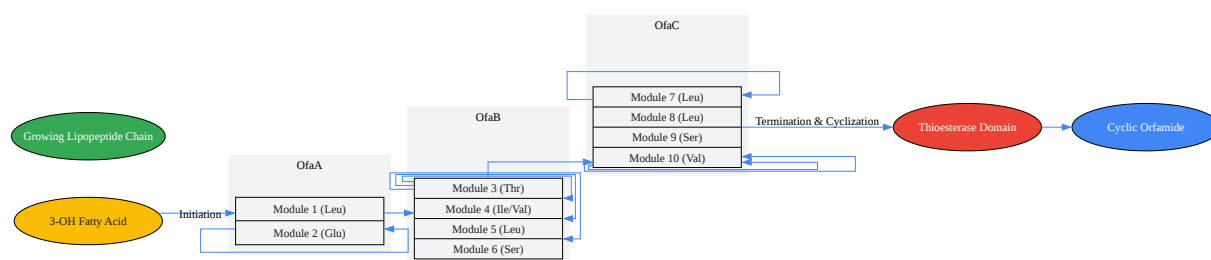 Growing Lipopeptide Chain
3-OH Fatty Acid
Initiation
OfaA
Module 1 (Leu)
Module 2 (Glu)
OfaB
Module 3 (Thr)
Module 4 (Ile/Val)
Module 5 (Leu)
Module 6 (Ser)
OfaC
Module 7 (Leu)
Module 8 (Leu)
Module 9 (Ser)
Module 10 (Val)
Termination & Cyclization
Thioesterase Domain
Cyclic Orfamide